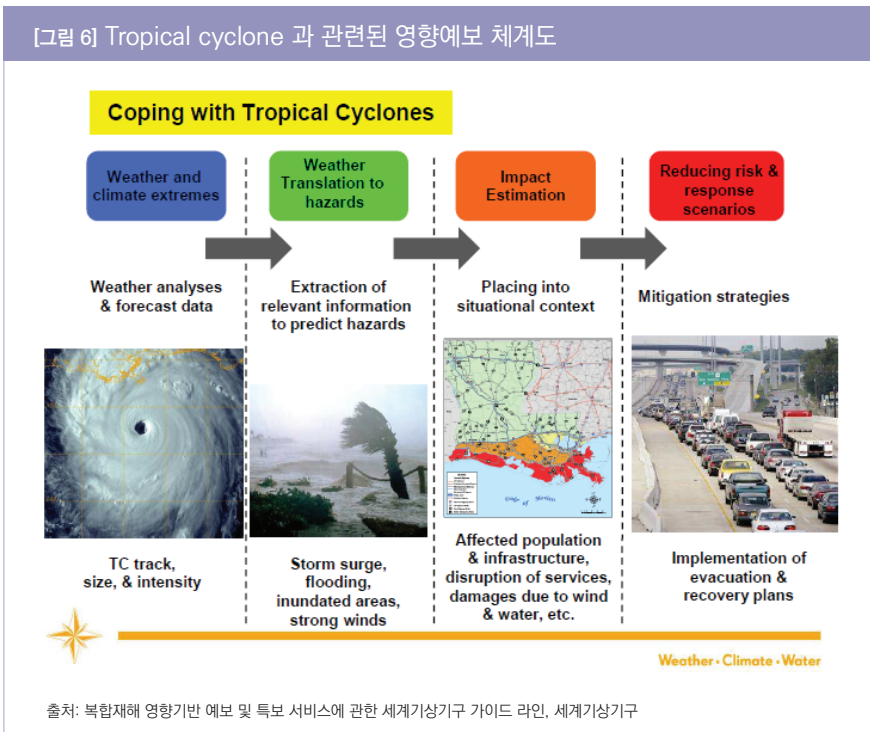 [그림 6] Tropical cyclone 과 관련된 영향예보 체계도
Coping with Tropical Cyclones
Weather and
climate extremes
Weather
Translation to
hazards
Impact
Estimation
Reducing risk &
response
scenarios
Weather analyses
& forecast data
Extraction of
relevant information
to predict hazards
Placing into
situational context
Mitigation strategies
TC track,
size, & intensity
Storm surge,
flooding,
inundated areas,
strong winds
Affected population
& infrastructure,
disruption of services,
damages due to wind
& water, etc.
Implementation of
evacuation &
recovery plans
Weather · Climate · Water
출처: 복합재해 영향기반 예보 및 특보 서비스에 관한 세계기상기구 가이드 라인, 세계기상기구